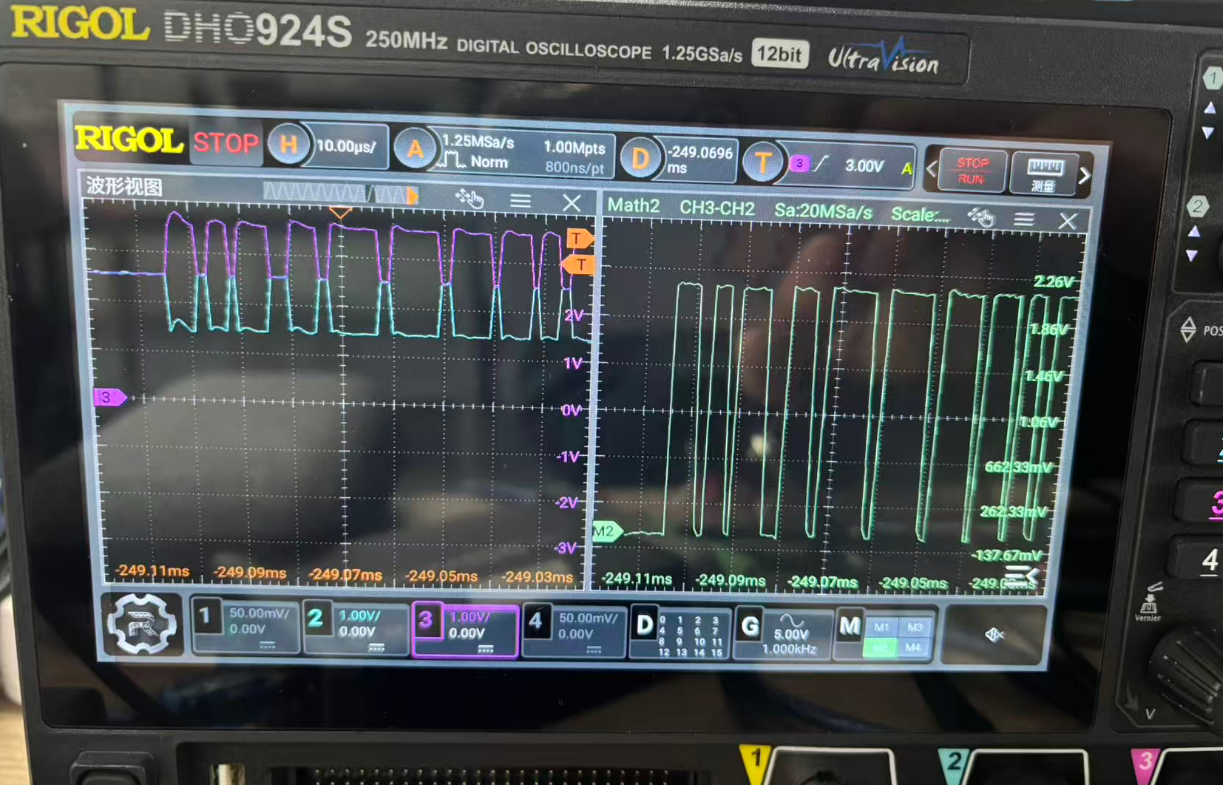 RIGOL DHO924S 250MHz DIGITAL OSCILLOSCOPE 1.25GSa/s 12bit UltraVision
RIGOL STOP H 10.00μs/ A 1.25MSa/s 1.00Mpts D -249.0696 T 3 3.00V A STOP
Norm 800ns/pt ms RUN 测量
波形视图
Math2 CH3-CH2 Sa:20MSa/s Scale:...
T
T
2V
1V
0V
-1V
-2V
-3V
3
-249.11ms -249.09ms -249.07ms -249.05ms -249.03ms
2.26V
1.86V
1.46V
1.06V
662.33mV
262.33mV
-137.67mV
M2
-249.11ms -249.09ms -249.07ms -249.05ms
1 50.00mV/ 2 1.00V/ 3 1.00V/ 4 50.00mV/ D 0 1 2 3 G M M1 M3
0.00V 0.00V 0.00V 0.00V 4 5 6 7 5.00V M4
8 9 10 11 1.000kHz
12 13 14 15
1
2
POS
3
4
Vernier
V
1 2 3